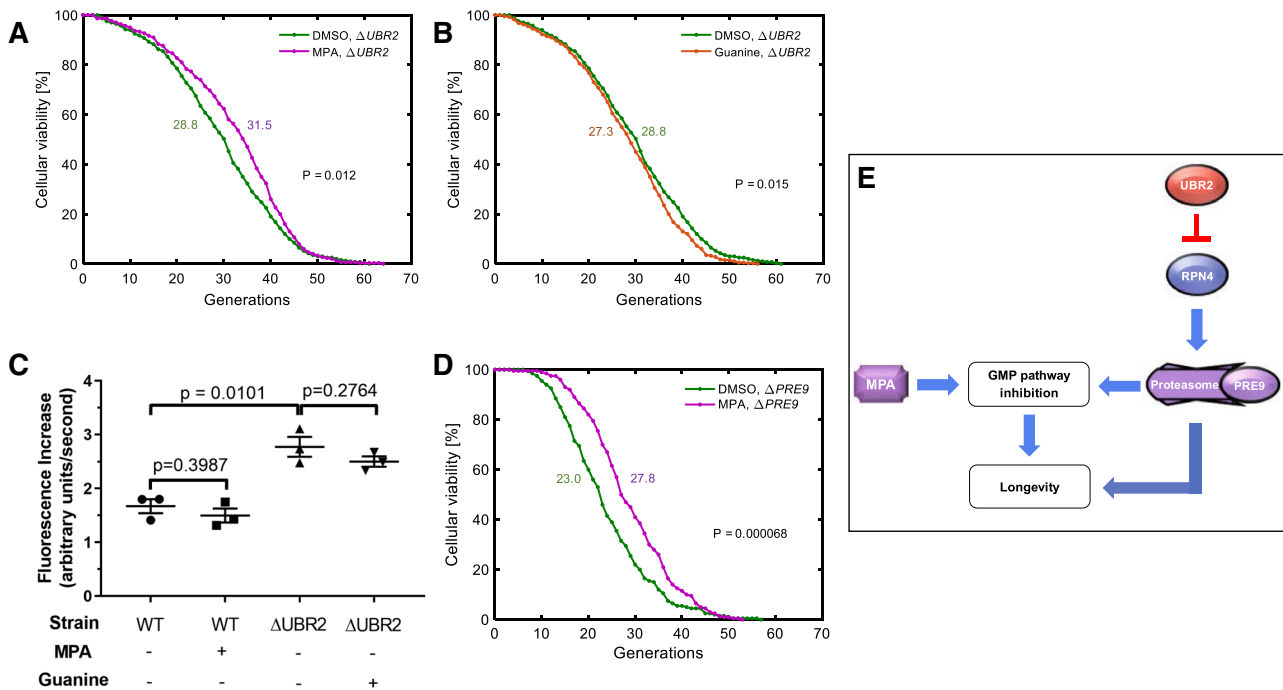 A
100
80
60
40
20
0
Cellular viability [%]
DMSO, ΔUBR2
MPA, ΔUBR2
28.8
31.5
P = 0.012
0 10 20 30 40 50 60 70
Generations
B
100
80
60
40
20
0
Cellular viability [%]
DMSO, ΔUBR2
Guanine, ΔUBR2
27.3
28.8
P = 0.015
0 10 20 30 40 50 60 70
Generations
C
4
3
2
1
0
Fluorescence Increase
(arbitrary units/second)
p = 0.0101
p=0.2764
p=0.3987
Strain WT WT ΔUBR2 ΔUBR2
MPA - + - -
Guanine - - - +
D
100
80
60
40
20
0
Cellular viability [%]
DMSO, ΔPRE9
MPA, ΔPRE9
23.0
27.8
P = 0.000068
0 10 20 30 40 50 60 70
Generations
E
UBR2
RPN4
MPA
GMP pathway
inhibition
Proteasome
PRE9
Longevity